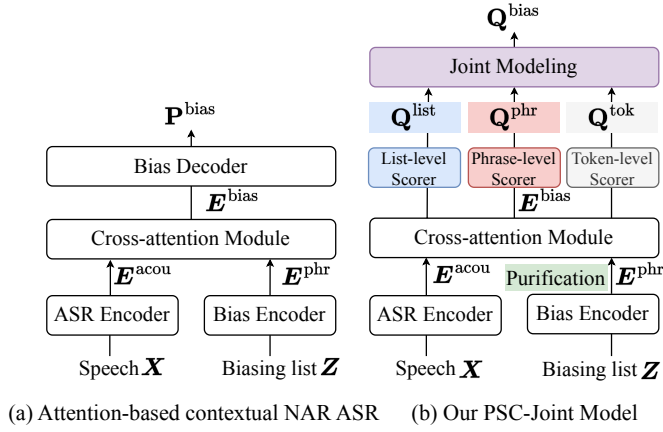 P^bias
Bias Decoder
E^bias
Cross-attention Module
E^acou
E^phr
ASR Encoder
Bias Encoder
Speech X
Biasing list Z
(a) Attention-based contextual NAR ASR
Q^bias
Joint Modeling
Q^list
Q^phr
Q^tok
List-level
Scorer
Phrase-level
Scorer
Token-level
Scorer
E^bias
Cross-attention Module
E^acou
Purification
E^phr
ASR Encoder
Bias Encoder
Speech X
Biasing list Z
(b) Our PSC-Joint Model